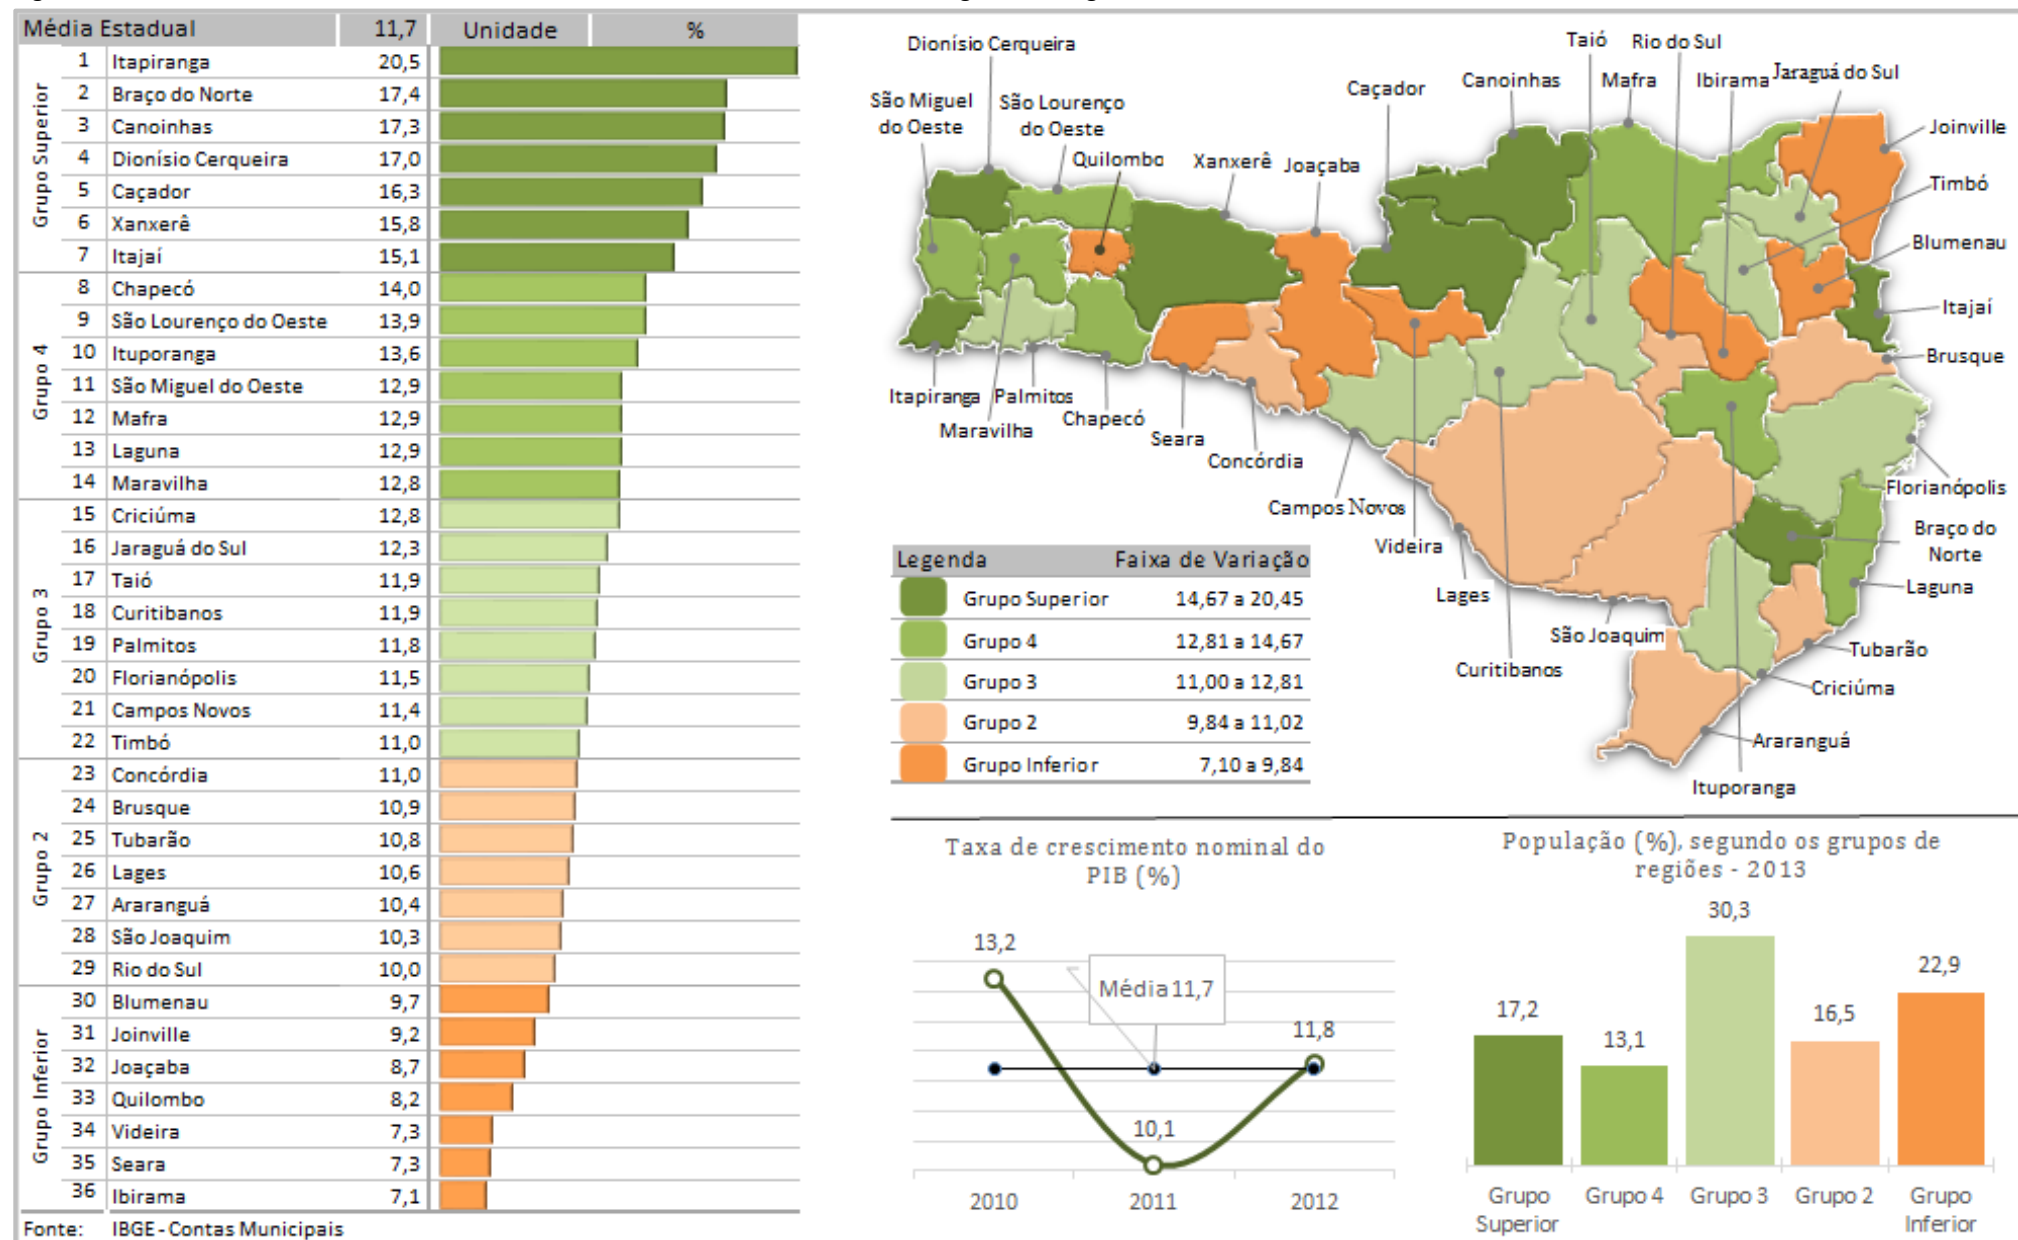 Média Estadual 11,7 Unidade %
Grupo Superior
1 Itapiranga 20,5
2 Braço do Norte 17,4
3 Canoinhas 17,3
4 Dionísio Cerqueira 17,0
5 Caçador 16,3
6 Xanxerê 15,8
7 Itajaí 15,1
Grupo 4
8 Chapecó 14,0
9 São Lourenço do Oeste 13,9
10 Ituporanga 13,6
11 São Miguel do Oeste 12,9
12 Mafra 12,9
13 Laguna 12,9
14 Maravilha 12,8
Grupo 3
15 Criciúma 12,8
16 Jaraguá do Sul 12,3
17 Taió 11,9
18 Curitibanos 11,9
19 Palmitos 11,8
20 Florianópolis 11,5
21 Campos Novos 11,4
22 Timbó 11,0
Grupo 2
23 Concórdia 11,0
24 Brusque 10,9
25 Tubarão 10,8
26 Lages 10,6
27 Araranguá 10,4
28 São Joaquim 10,3
29 Rio do Sul 10,0
Grupo Inferior
30 Blumenau 9,7
31 Joinville 9,2
32 Joaçaba 8,7
33 Quilombo 8,2
34 Videira 7,3
35 Seara 7,3
36 Ibirama 7,1
Fonte: IBGE - Contas Municipais
Dionísio Cerqueira
São Miguel
do Oeste
São Lourenço
do Oeste
Quilombo
Xanxerê
Joaçaba
Caçador
Canoinhas
Taió
Mafra
Rio do Sul
Ibirama
Jaraguá do Sul
Joinville
Timbó
Blumenau
Itajaí
Brusque
Florianópolis
Braço do
Norte
Laguna
Tubarão
Criciúma
Araranguá
Ituporanga
São Joaquim
Curitibanos
Lages
Videira
Campos Novos
Concórdia
Seara
Chapecó
Palmitos
Maravilha
Itapiranga
Legenda Faixa de Variação
Grupo Superior 14,67 a 20,45
Grupo 4 12,81 a 14,67
Grupo 3 11,00 a 12,81
Grupo 2 9,84 a 11,02
Grupo Inferior 7,10 a 9,84
Taxa de crescimento nominal do
PIB (%)
13,2
Média 11,7
11,8
10,1
2010 2011 2012
População (%), segundo os grupos de
regiões - 2013
17,2
13,1
30,3
16,5
22,9
Grupo
Superior
Grupo 4
Grupo 3
Grupo 2
Grupo
Inferior